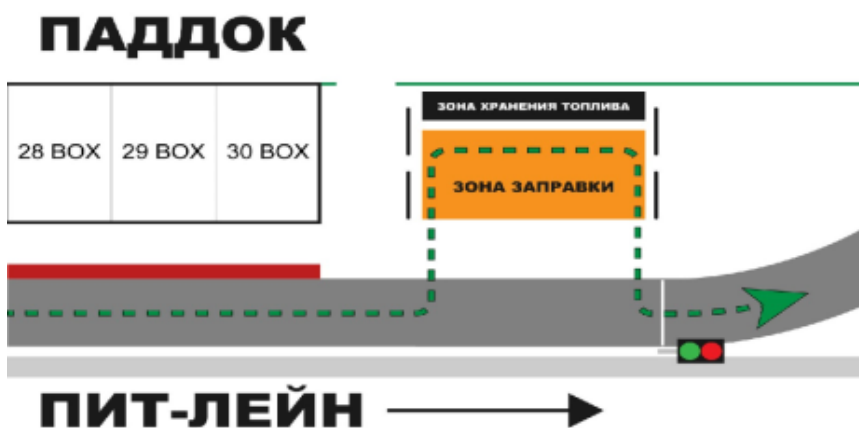 ПАДДОК
ЗОНА ХРАНЕНИЯ ТОПЛИВА
28 BOX 29 BOX 30 BOX
ЗОНА ЗАПРАВКИ
ПИТ-ЛЕЙН